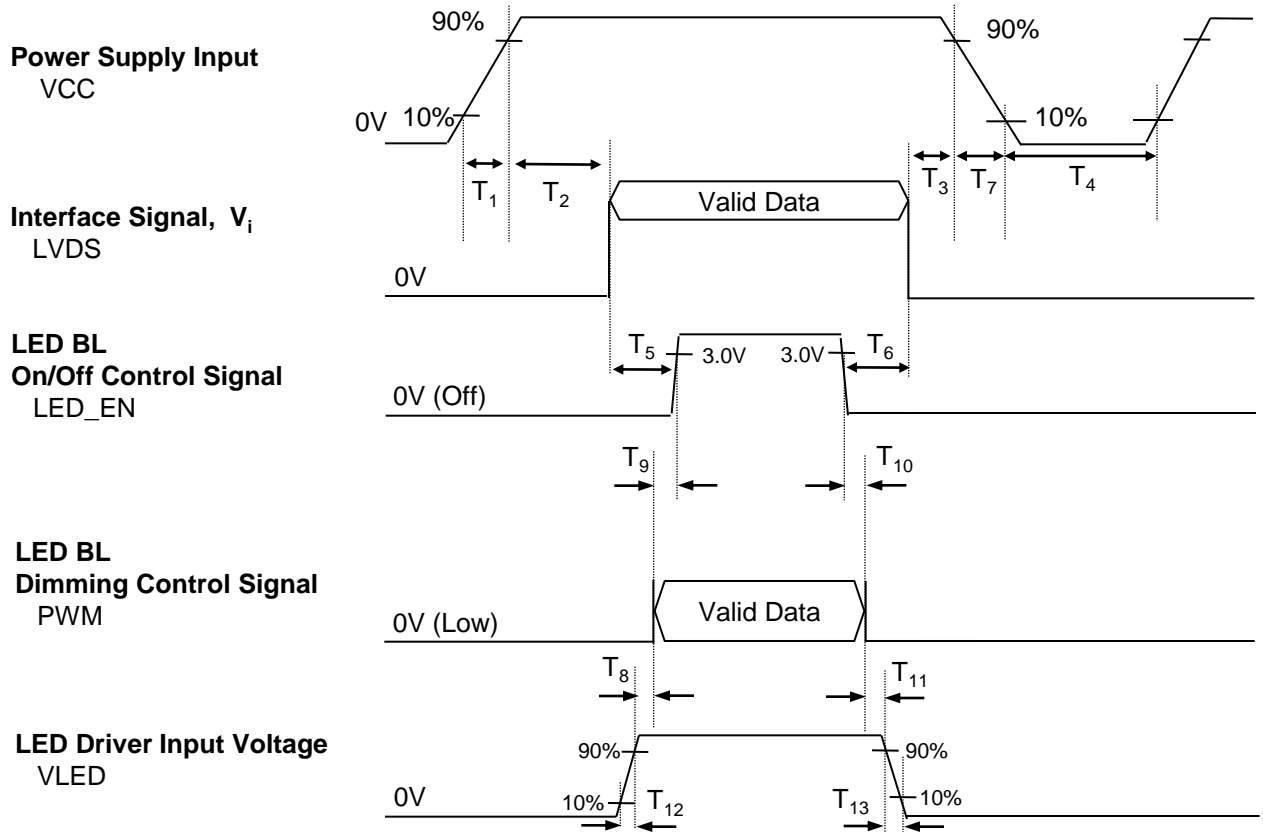 90%
90%
Power Supply Input
VCC
0V
10%
10%
T1
T2
T3
T7
T4
Interface Signal, Vi
LVDS
Valid Data
0V
LED BL
On/Off Control Signal
LED_EN
T5
3.0V
3.0V
T6
0V (Off)
T9
T10
LED BL
Dimming Control Signal
PWM
Valid Data
0V (Low)
T8
T11
LED Driver Input Voltage
VLED
90%
90%
0V
10%
T12
T13
10%